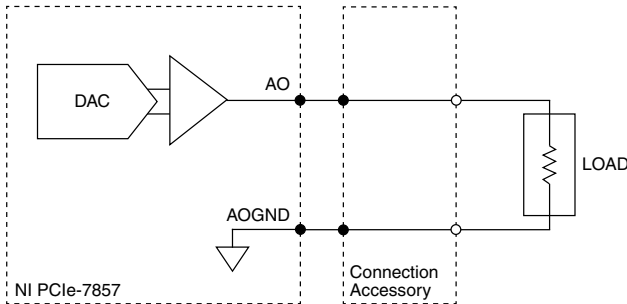 DAC
AO
LOAD
AOGND
NI PCIe-7857
Connection
Accessory